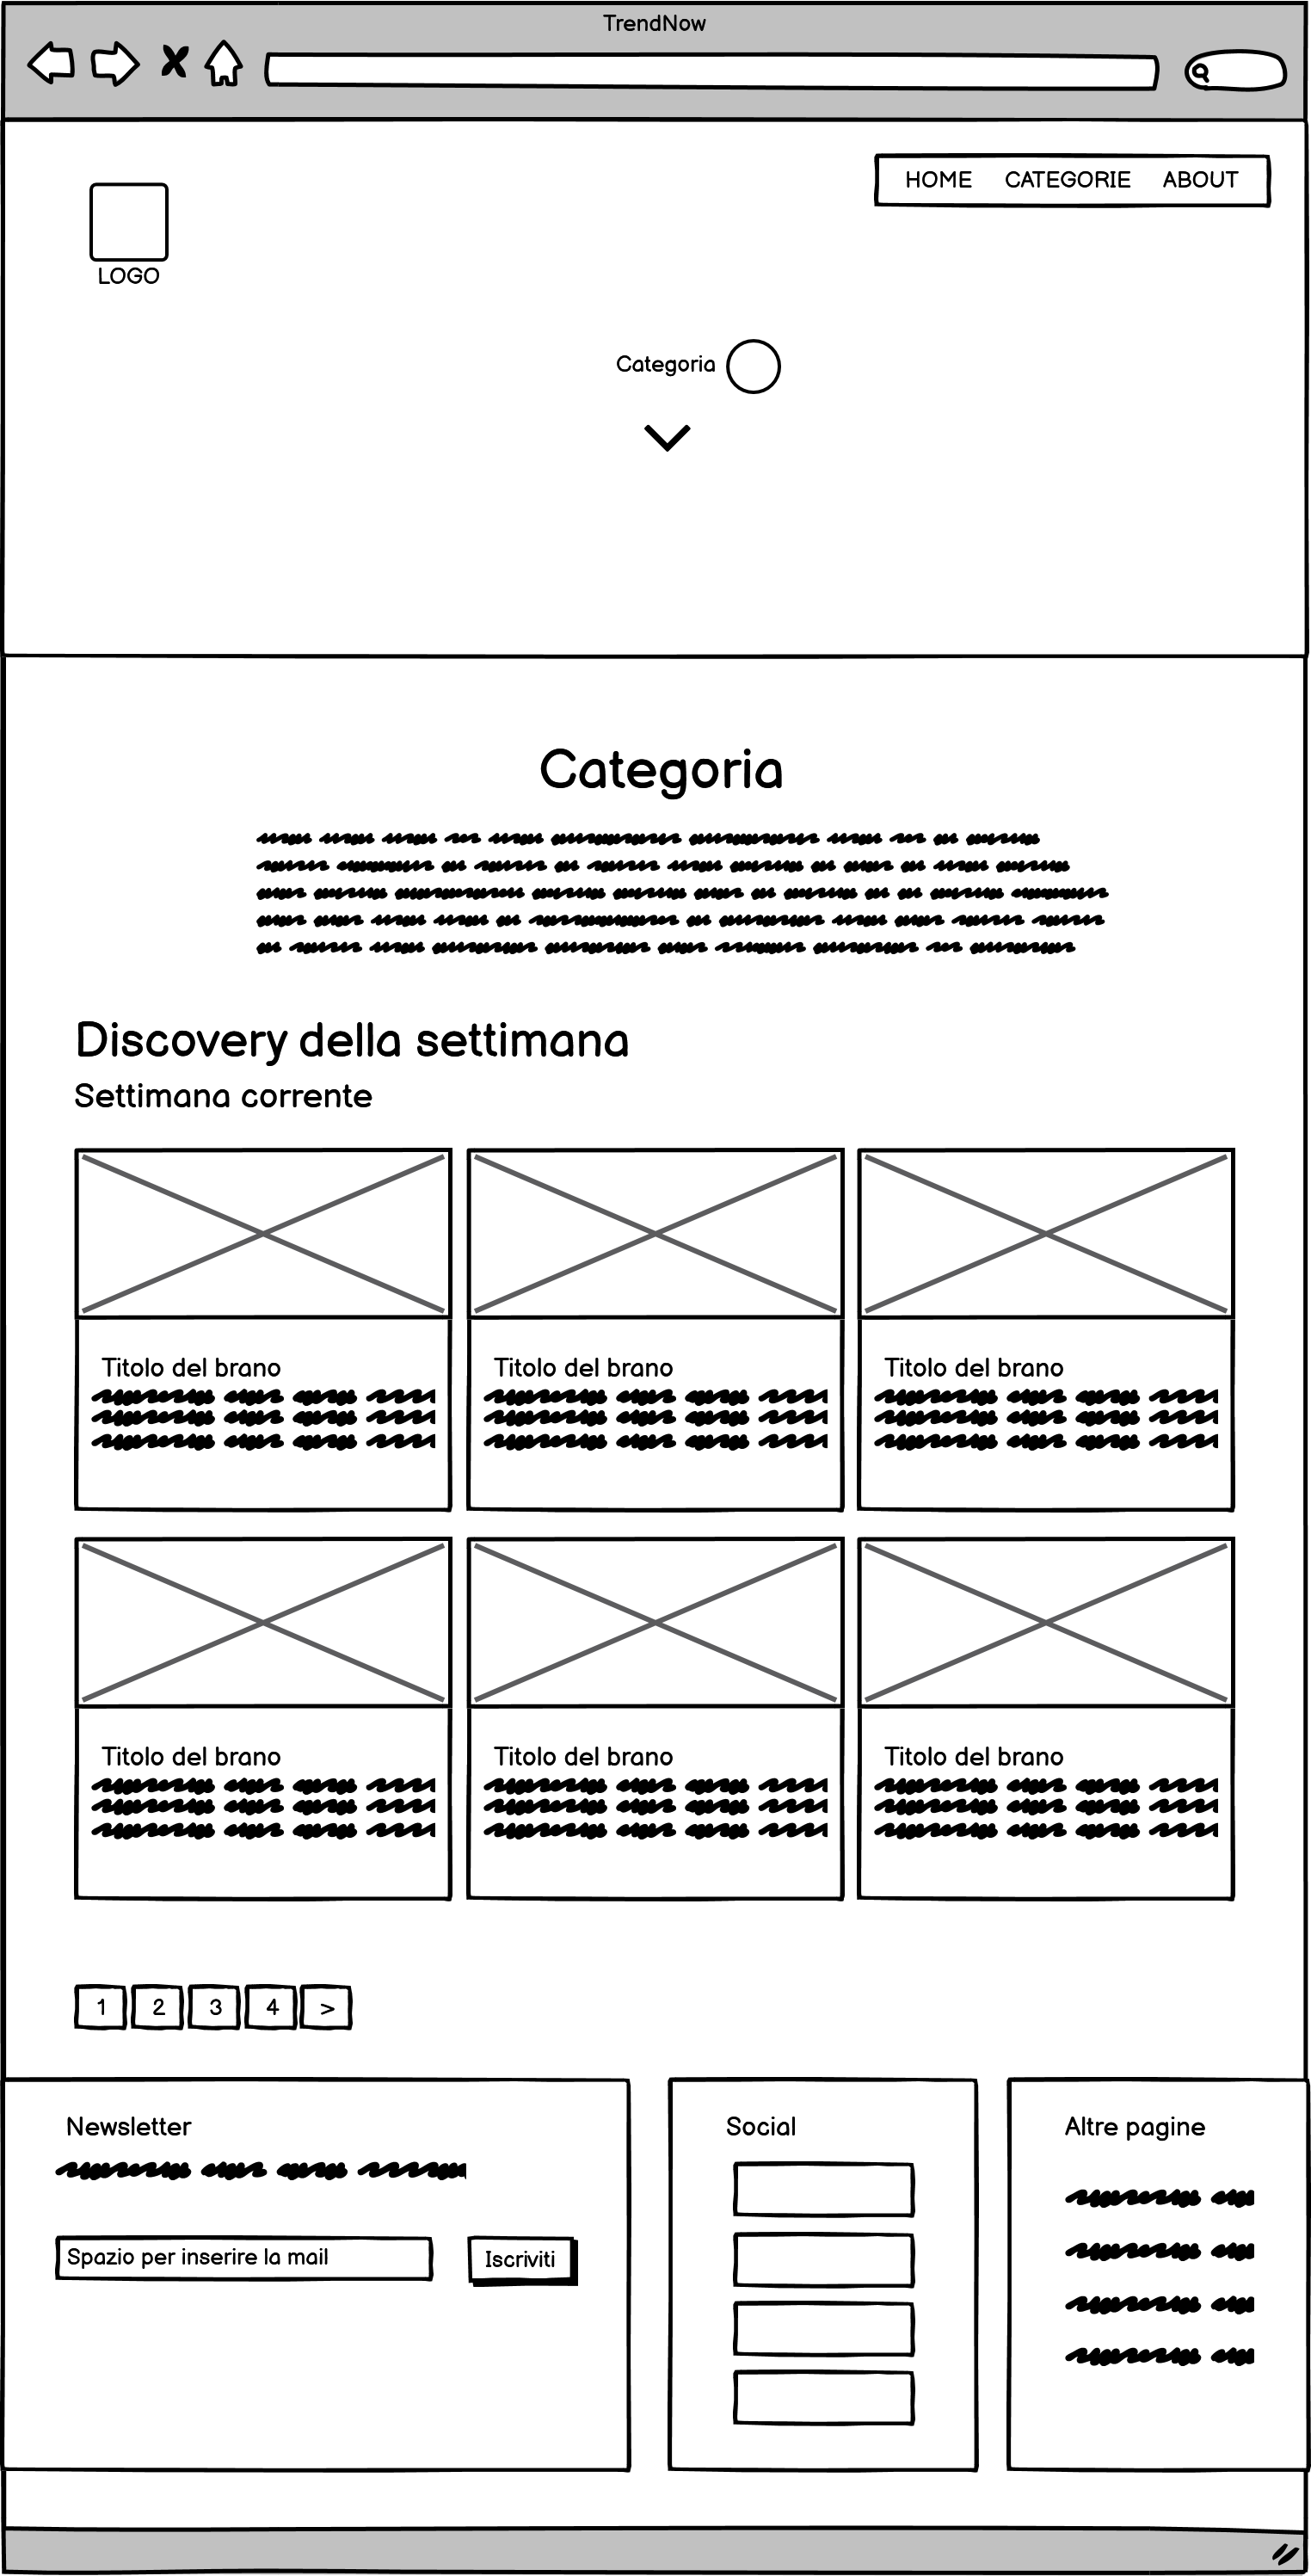 TrendNow
HOME CATEGORIE ABOUT
LOGO
Categoria
Categoria
Discovery della settimana
Settimana corrente
Titolo del brano Titolo del brano Titolo del brano
Titolo del brano Titolo del brano Titolo del brano
1 2 3 4 >
Newsletter
Spazio per inserire la mail
Iscriviti
Social
Altre pagine